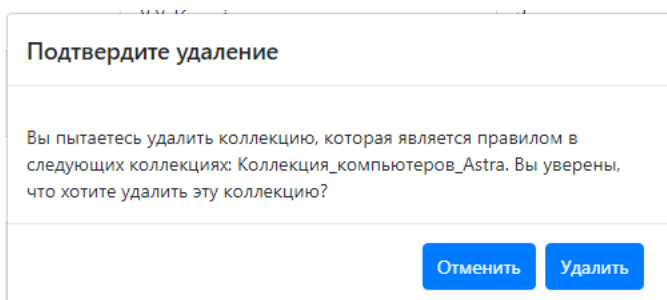 Подтвердите удаление
Вы пытаетесь удалить коллекцию, которая является правилом в
следующих коллекциях: Коллекция_компьютеров_Astra. Вы уверены,
что хотите удалить эту коллекцию?
Отменить Удалить